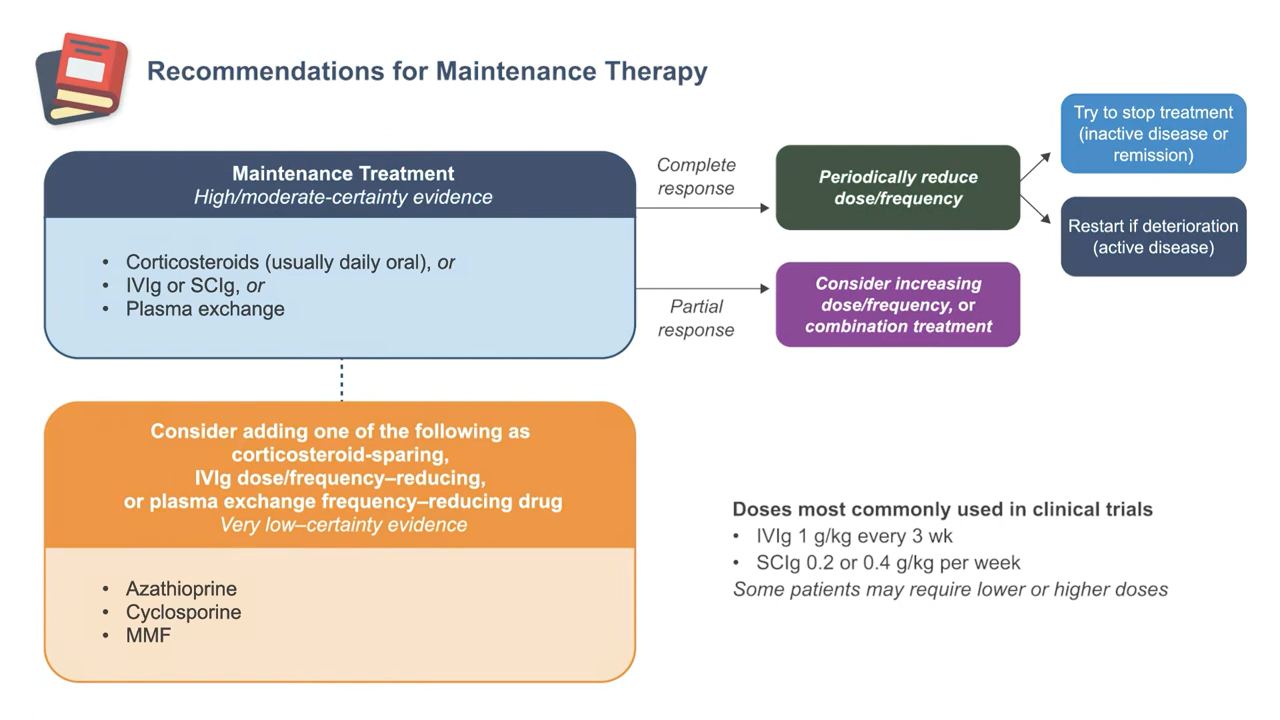 Recommendations for Maintenance Therapy
Maintenance Treatment
High/moderate-certainty evidence
• Corticosteroids (usually daily oral), or
• IVIg or SCIg, or
• Plasma exchange
Complete
response
Periodically reduce
dose/frequency
Try to stop treatment
(inactive disease or
remission)
Restart if deterioration
(active disease)
Partial
response
Consider increasing
dose/frequency, or
combination treatment
Consider adding one of the following as
corticosteroid-sparing,
IVIg dose/frequency–reducing,
or plasma exchange frequency–reducing drug
Very low–certainty evidence
• Azathioprine
• Cyclosporine
• MMF
Doses most commonly used in clinical trials
• IVIg 1 g/kg every 3 wk
• SCIg 0.2 or 0.4 g/kg per week
Some patients may require lower or higher doses